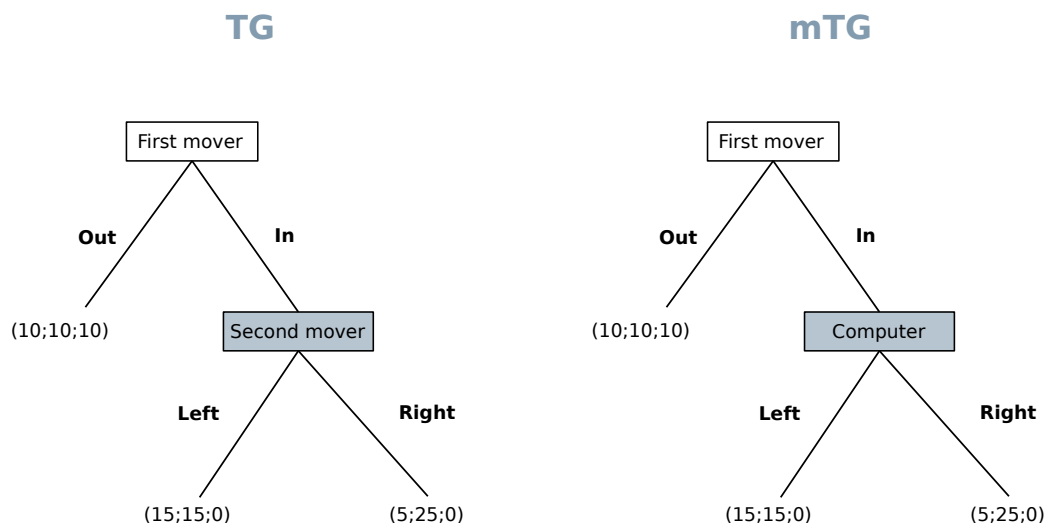 TG
First mover
Out
In
(10;10;10)
Second mover
Left
Right
(15;15;0)
(5;25;0)
mTG
First mover
Out
In
(10;10;10)
Computer
Left
Right
(15;15;0)
(5;25;0)